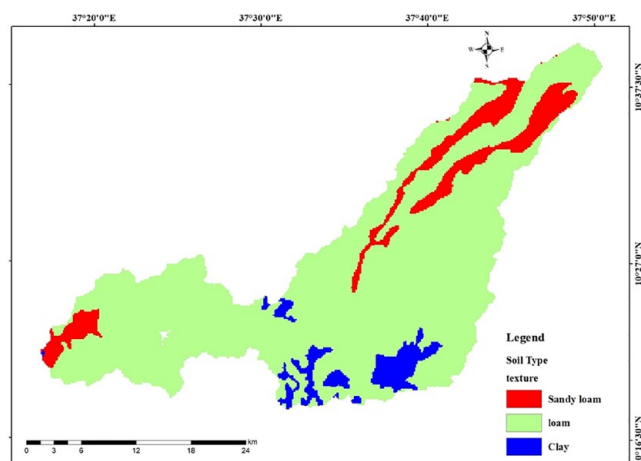 37°20'0"E 37°30'0"E 37°40'0"E 37°50'0"E
N
W E
S
10°37'30"N
10°27'0"N
10°16'30"N
Legend
Soil Type
texture
Sandy loam
loam
Clay
km
0 3 6 12 18 24